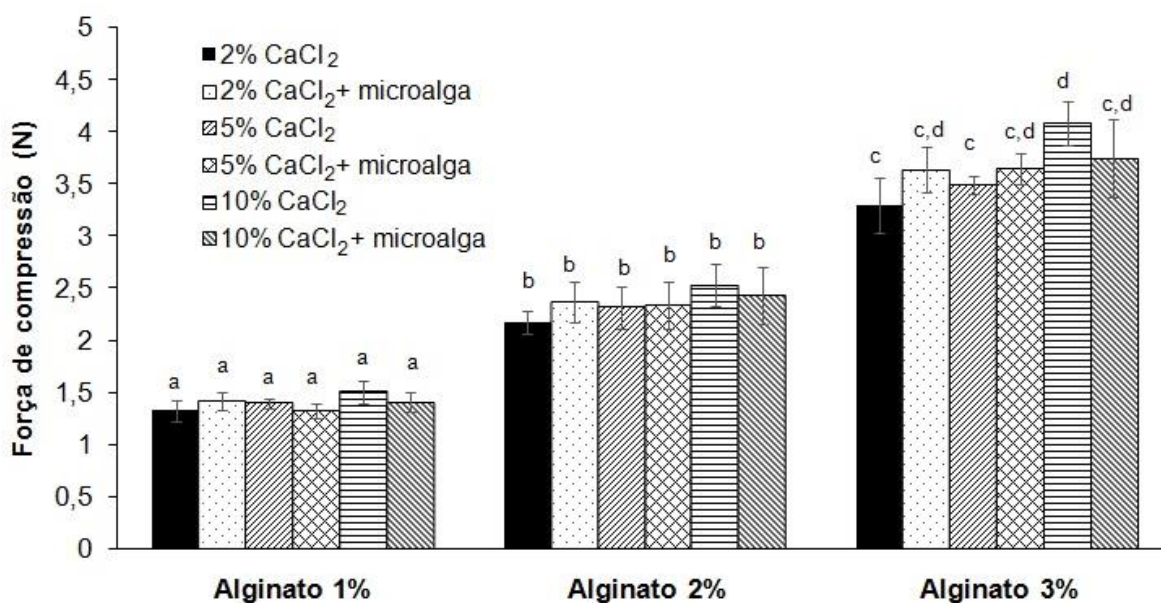 Força de compressão (N)
5
4,5
4
3,5
3
2,5
2
1,5
1
0,5
0
2% CaCl₂
2% CaCl₂+ microalga
5% CaCl₂
5% CaCl₂+ microalga
10% CaCl₂
10% CaCl₂+ microalga
a a a a a a
b b b b b b
c c,d c c,d d c,d
Alginato 1% Alginato 2% Alginato 3%